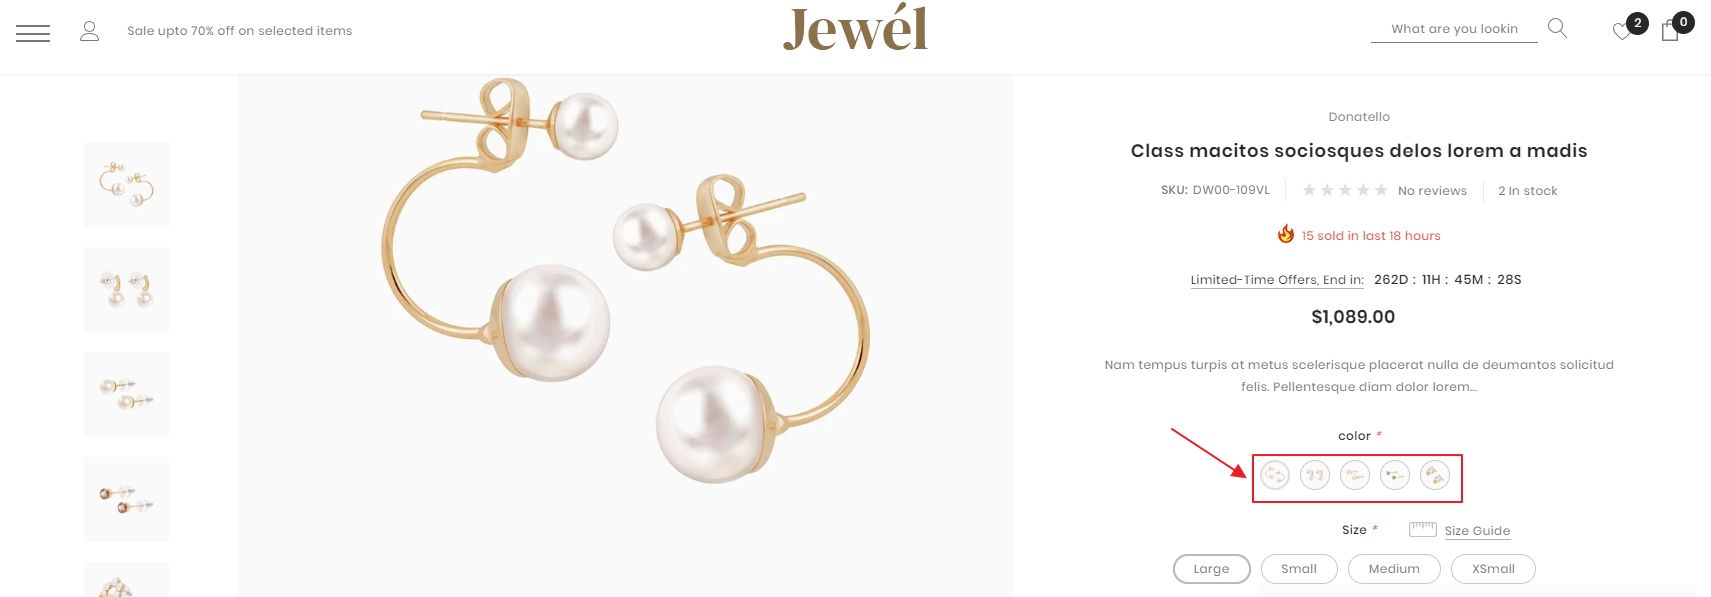 Sale upto 70% off on selected items
Jewél
What are you lookin
2
0
Donatello
Class macitos sociosques delos lorem a madis
SKU: DW00-109VL
No reviews
2 In stock
15 sold in last 18 hours
Limited-Time Offers, End in: 262D : 11H : 45M : 28S
$1,089.00
Nam tempus turpis at metus scelerisque placerat nulla de deumantos solicitud
felis. Pellentesque diam dolor lorem...
color *
Size *
Size Guide
Large
Small
Medium
XSmall